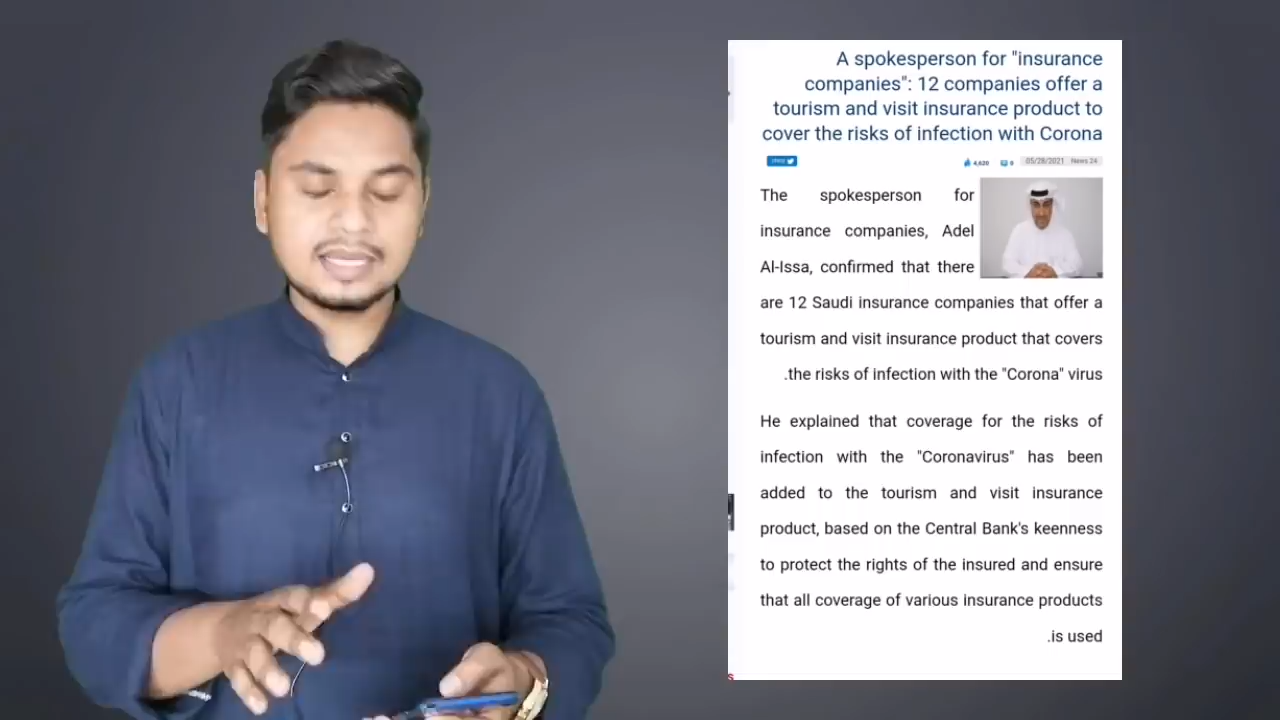 A spokesperson for "insurance
companies": 12 companies offer a
tourism and visit insurance product to
cover the risks of infection with Corona
4,620 0 05/28/2021 News 24
The spokesperson for
insurance companies, Adel
Al-Issa, confirmed that there
are 12 Saudi insurance companies that offer a
tourism and visit insurance product that covers
.the risks of infection with the "Corona" virus
He explained that coverage for the risks of
infection with the "Coronavirus" has been
added to the tourism and visit insurance
product, based on the Central Bank's keenness
to protect the rights of the insured and ensure
that all coverage of various insurance products
.is used